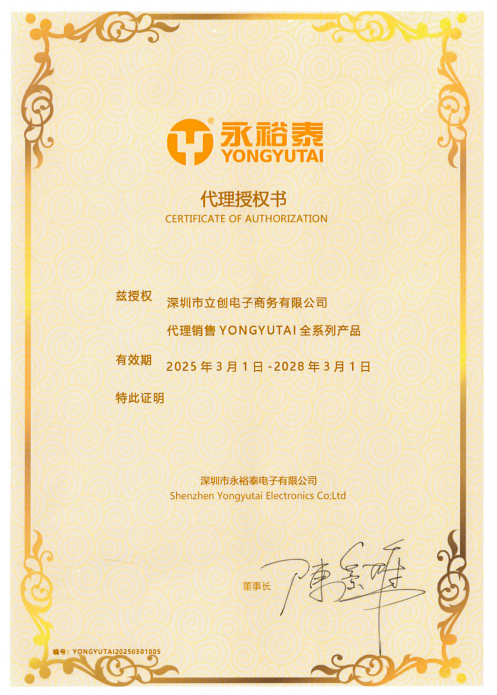 永裕泰®
YONGYUTAI
代理授权书
CERTIFICATE OF AUTHORIZATION
兹授权 深圳市立创电子商务有限公司
代理销售 YONGYUTAI 全系列产品
有效期 2025 年 3 月 1 日 -2028 年 3 月 1 日
特此证明
深圳市永裕泰电子有限公司
Shenzhen Yongyutai Electronics Co;Ltd
董事长
编号：YONGYUTAI20250301005